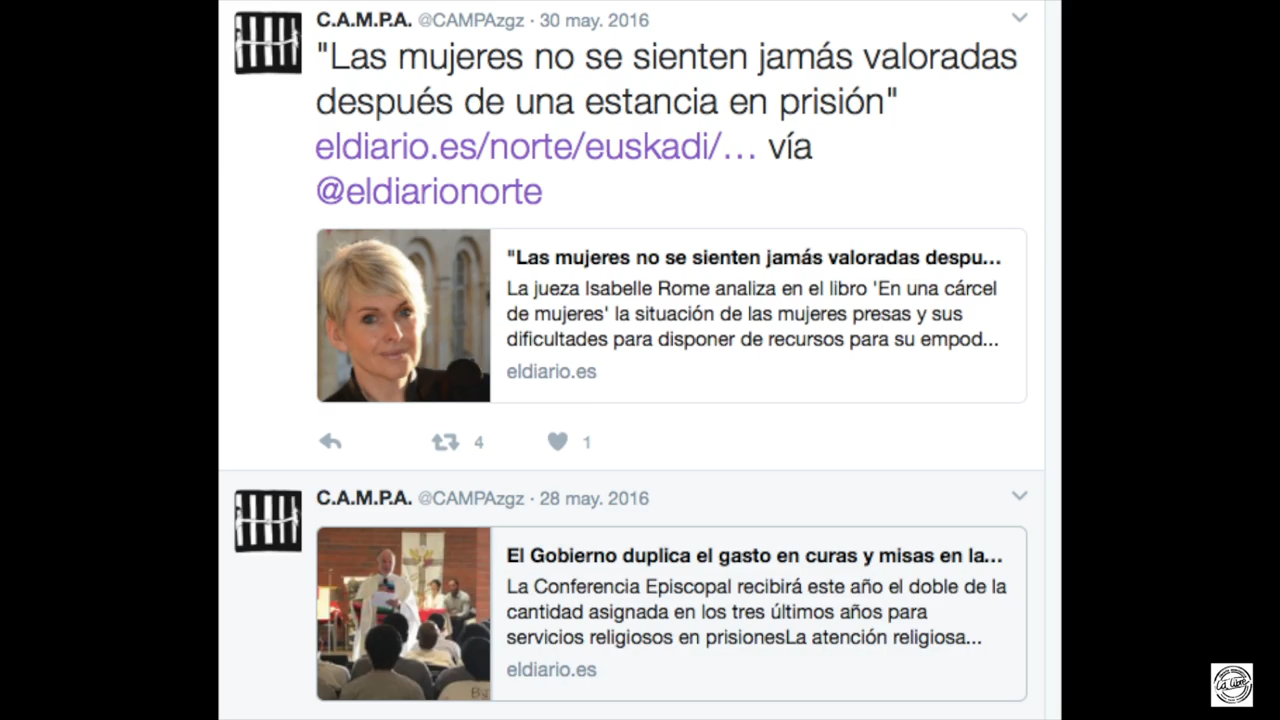 C.A.M.P.A. @CAMPAzgz · 30 may. 2016
"Las mujeres no se sienten jamás valoradas
después de una estancia en prisión"
eldiario.es/norte/euskadi/… vía
@eldiarionorte
"Las mujeres no se sienten jamás valoradas despu...
La jueza Isabelle Rome analiza en el libro 'En una cárcel
de mujeres' la situación de las mujeres presas y sus
dificultades para disponer de recursos para su empod...
eldiario.es
4 1
C.A.M.P.A. @CAMPAzgz · 28 may. 2016
El Gobierno duplica el gasto en curas y misas en la...
La Conferencia Episcopal recibirá este año el doble de la
cantidad asignada en los tres últimos años para
servicios religiosos en prisionesLa atención religiosa...
eldiario.es